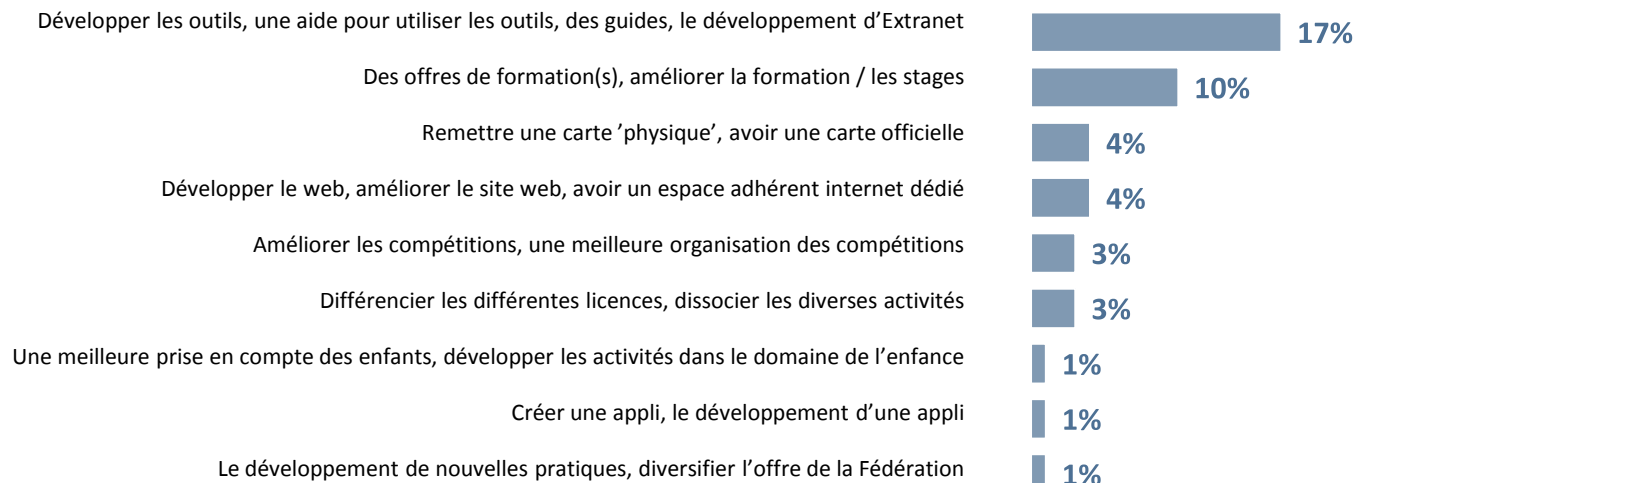 Développer les outils, une aide pour utiliser les outils, des guides, le développement d’Extranet 17%
Des offres de formation(s), améliorer la formation / les stages 10%
Remettre une carte ’physique’, avoir une carte officielle 4%
Développer le web, améliorer le site web, avoir un espace adhérent internet dédié 4%
Améliorer les compétitions, une meilleure organisation des compétitions 3%
Différencier les différentes licences, dissocier les diverses activités 3%
Une meilleure prise en compte des enfants, développer les activités dans le domaine de l’enfance 1%
Créer une appli, le développement d’une appli 1%
Le développement de nouvelles pratiques, diversifier l’offre de la Fédération 1%